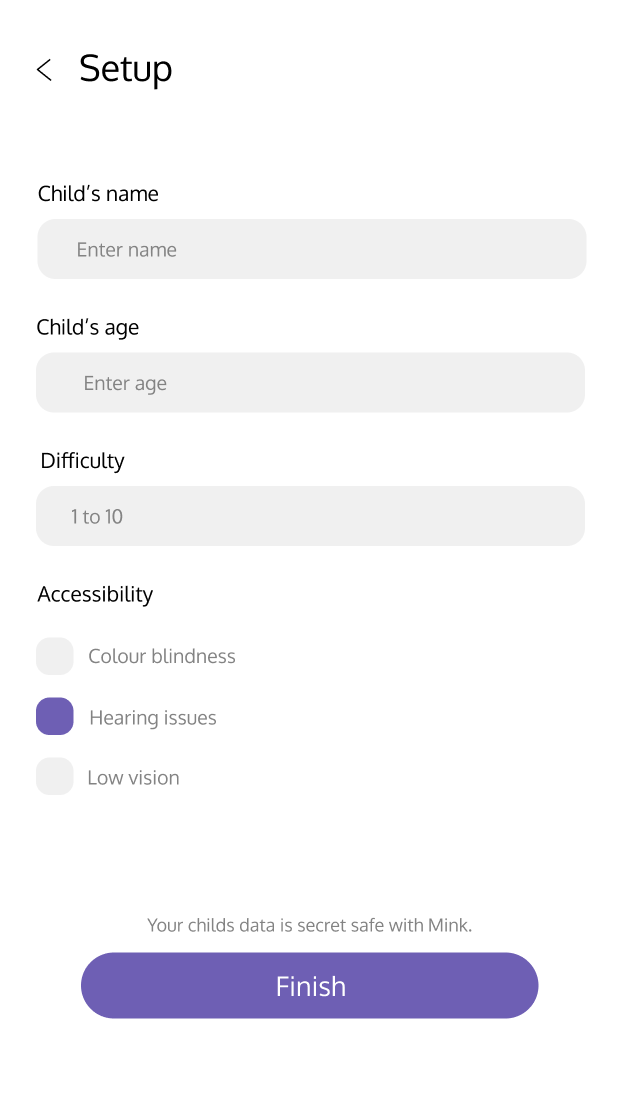 Setup
Child’s name
Enter name
Child’s age
Enter age
Difficulty
1 to 10
Accessibility
Colour blindness
Hearing issues
Low vision
Your childs data is secret safe with Mink.
Finish